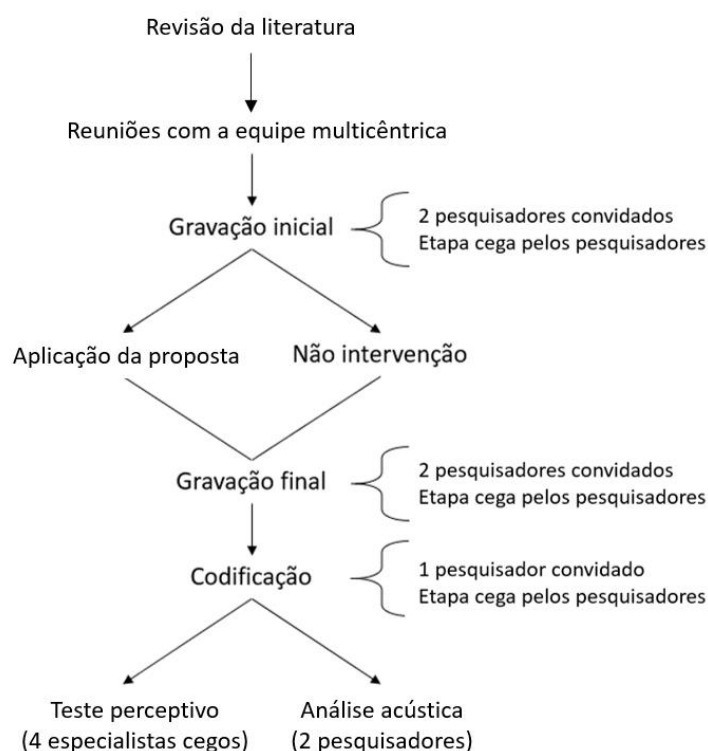 Revisão da literatura
Reuniões com a equipe multicêntrica
Gravação inicial
2 pesquisadores convidados
Etapa cega pelos pesquisadores
Aplicação da proposta
Não intervenção
Gravação final
2 pesquisadores convidados
Etapa cega pelos pesquisadores
Codificação
1 pesquisador convidado
Etapa cega pelos pesquisadores
Teste perceptivo
(4 especialistas cegos)
Análise acústica
(2 pesquisadores)